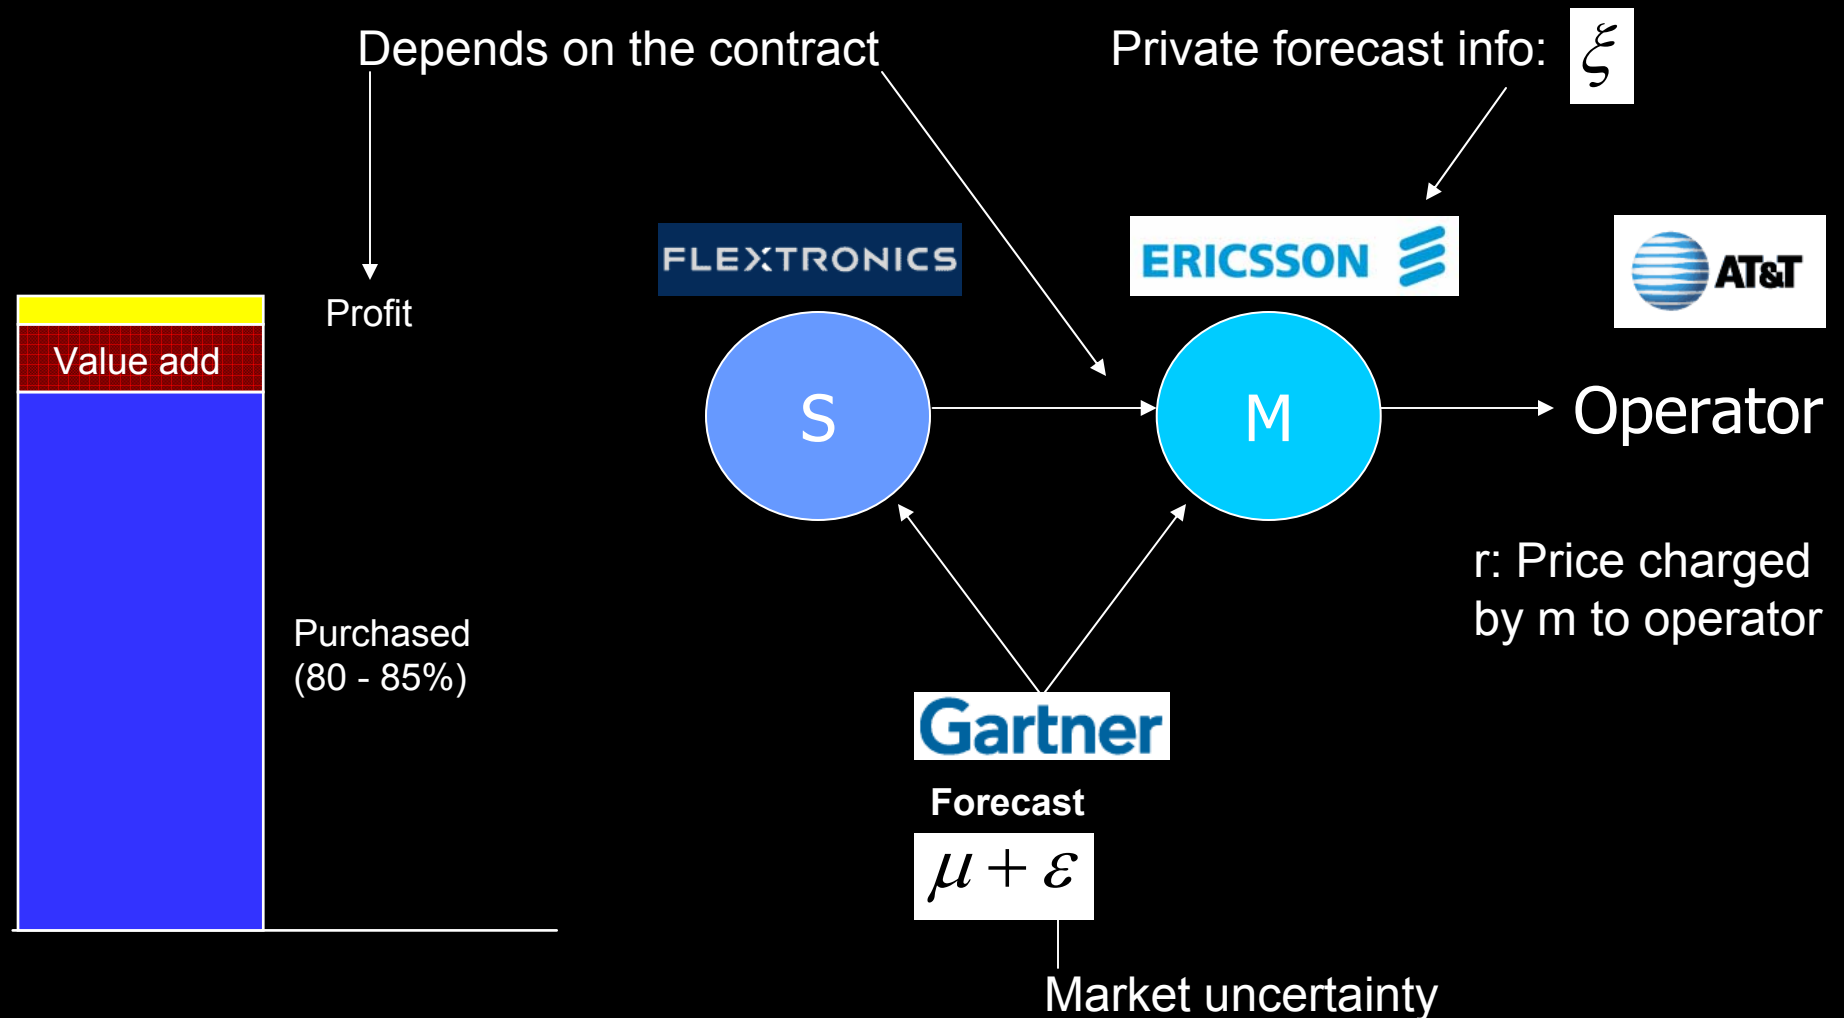 Depends on the contract
Private forecast info: ξ
FLEXTRONICS
ERICSSON
AT&T
Profit
Value add
S
M
Operator
r: Price charged
by m to operator
Purchased
(80 - 85%)
Gartner
Forecast
μ + ε
Market uncertainty